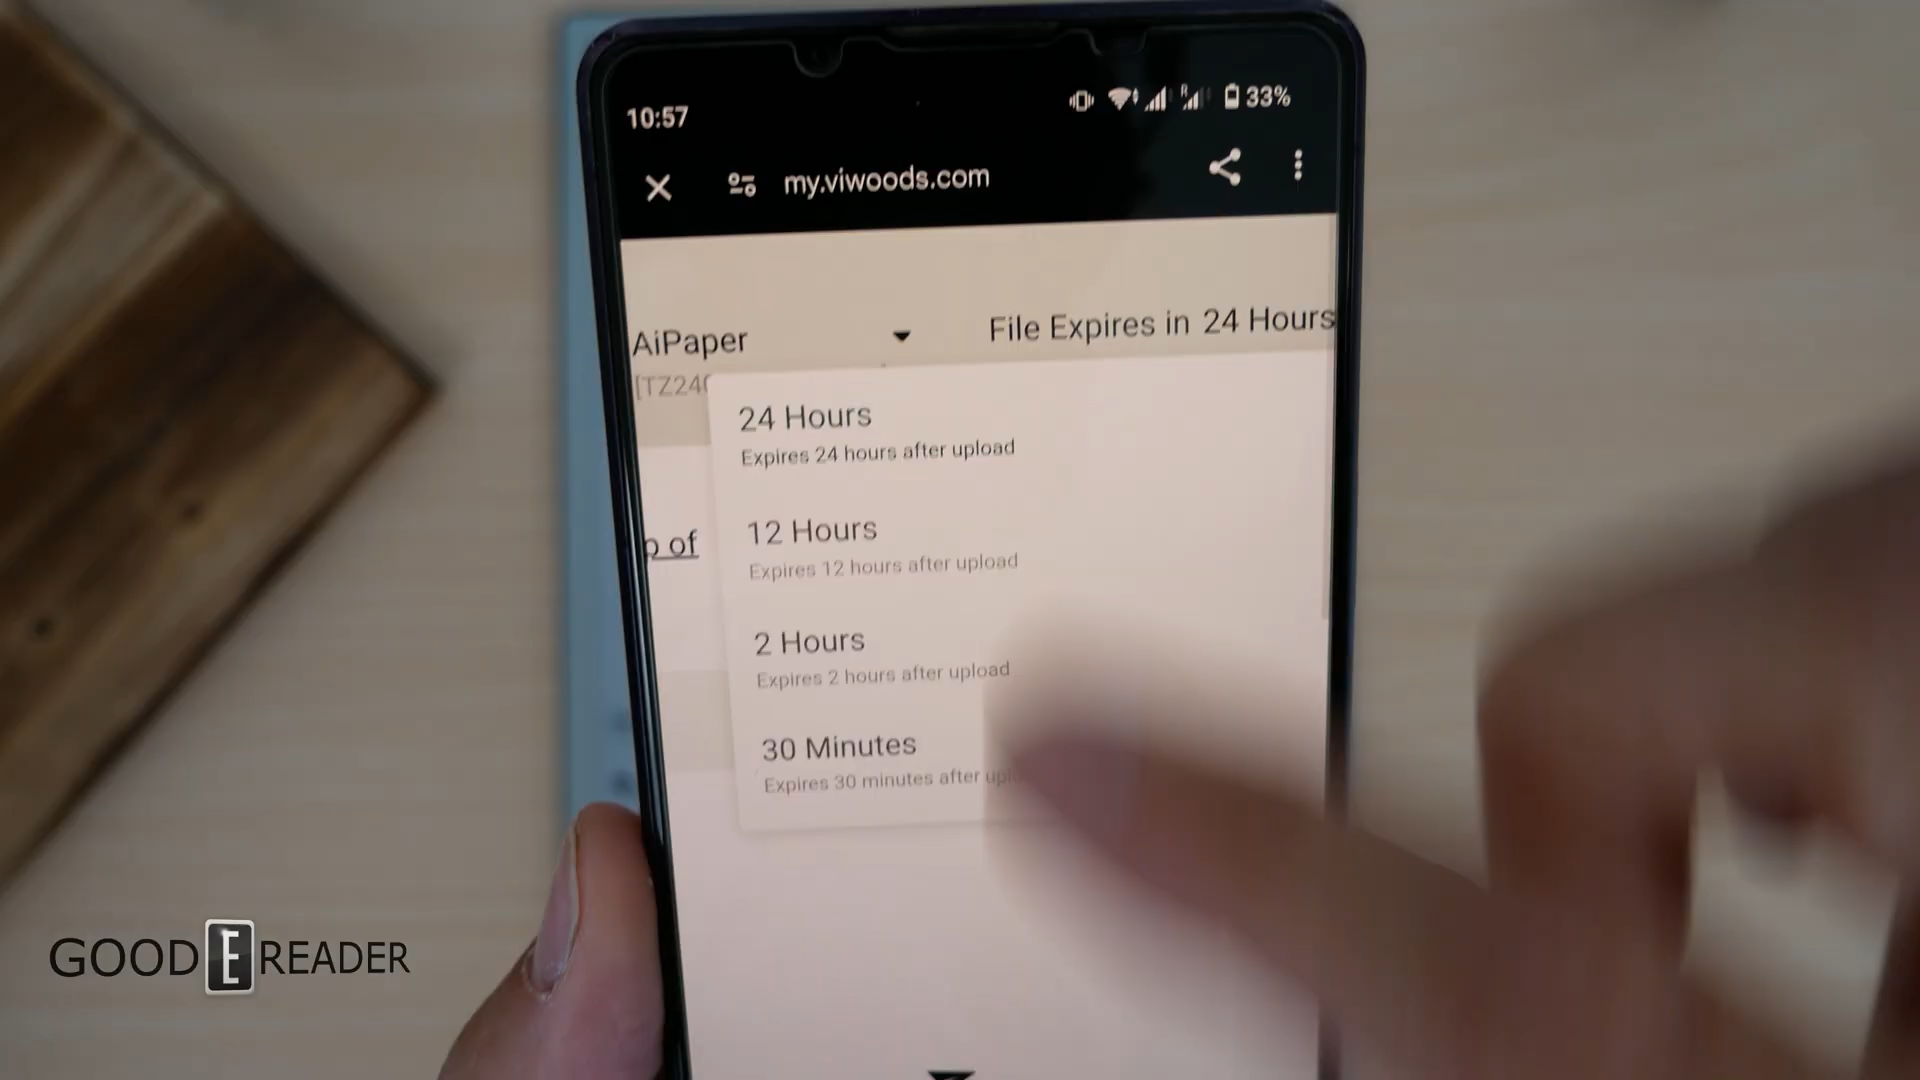 10:57
R
33%
my.viwoods.com
AiPaper
File Expires in 24 Hours
[TZ240
24 Hours
Expires 24 hours after upload
12 Hours
Expires 12 hours after upload
p of
2 Hours
Expires 2 hours after upload
30 Minutes
Expires 30 minutes after
GOOD E READER